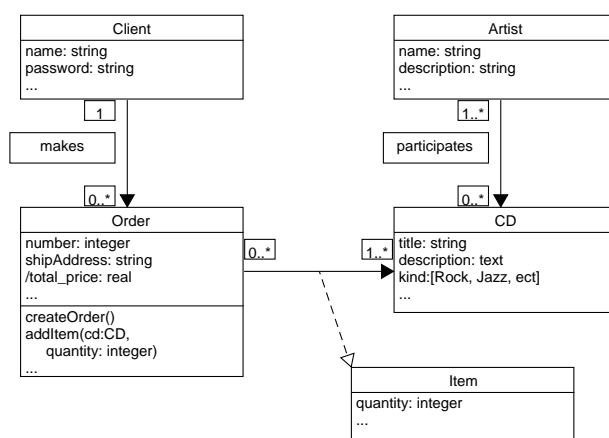 Client
name: string
password: string
...
Artist
name: string
description: string
...
1
1..*
makes
participates
0..*
0..*
Order
number: integer
shipAddress: string
/total_price: real
...
createOrder()
addItem(cd:CD,
quantity: integer)
...
0..*
1..*
CD
title: string
description: text
kind:[Rock, Jazz, ect]
...
Item
quantity: integer
...